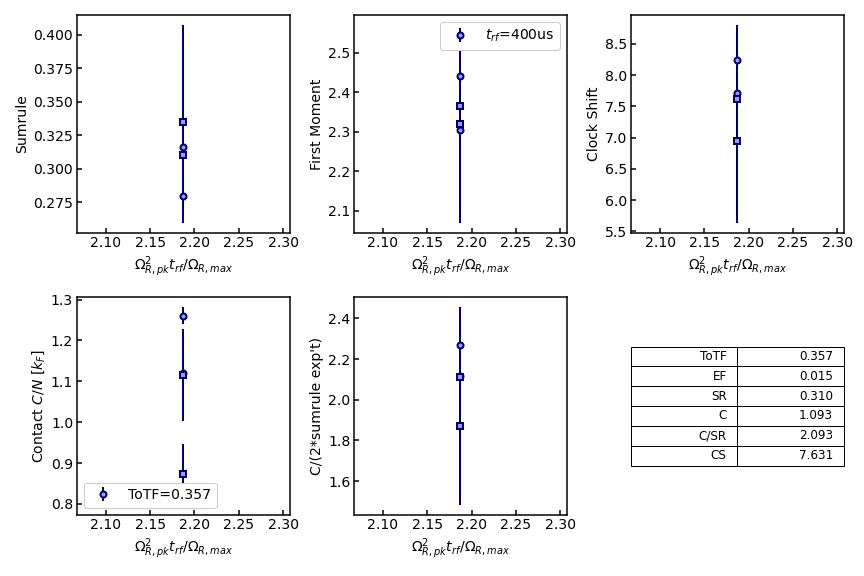 Sumrule
0.400
0.375
0.350
0.325
0.300
0.275
2.10 2.15 2.20 2.25 2.30
Ω²R,pk trf/ΩR,max
First Moment
2.5
2.4
2.3
2.2
2.1
trf=400us
2.10 2.15 2.20 2.25 2.30
Ω²R,pk trf/ΩR,max
Clock Shift
8.5
8.0
7.5
7.0
6.5
6.0
5.5
2.10 2.15 2.20 2.25 2.30
Ω²R,pk trf/ΩR,max
Contact C/N [kF]
1.3
1.2
1.1
1.0
0.9
0.8
ToTF=0.357
2.10 2.15 2.20 2.25 2.30
Ω²R,pk trf/ΩR,max
C/(2*sumrule exp't)
2.4
2.2
2.0
1.8
1.6
2.10 2.15 2.20 2.25 2.30
Ω²R,pk trf/ΩR,max
ToTF 0.357
EF 0.015
SR 0.310
C 1.093
C/SR 2.093
CS 7.631